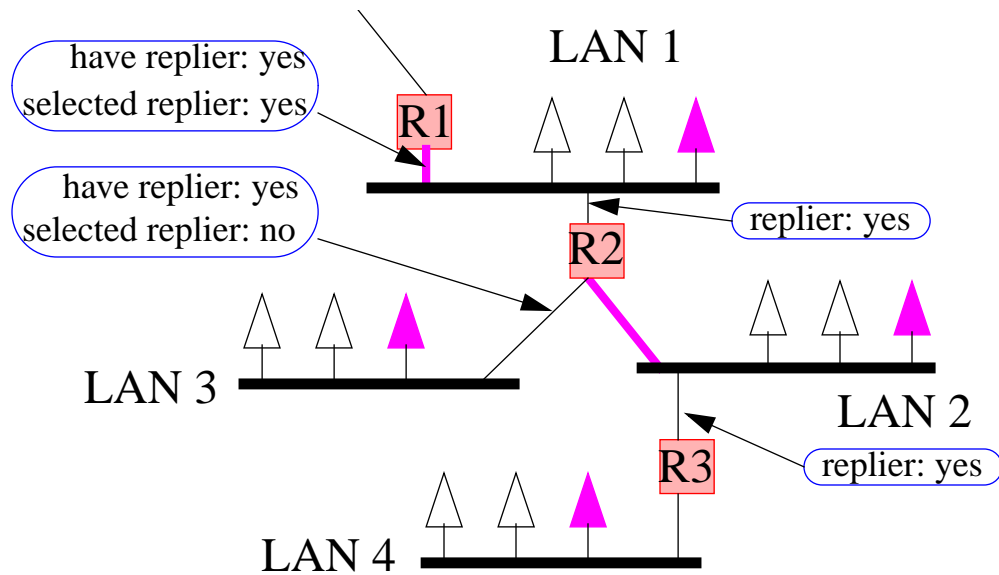 LAN 1
have replier: yes
selected replier: yes
R1
have replier: yes
selected replier: no
replier: yes
R2
LAN 3
LAN 2
replier: yes
R3
LAN 4